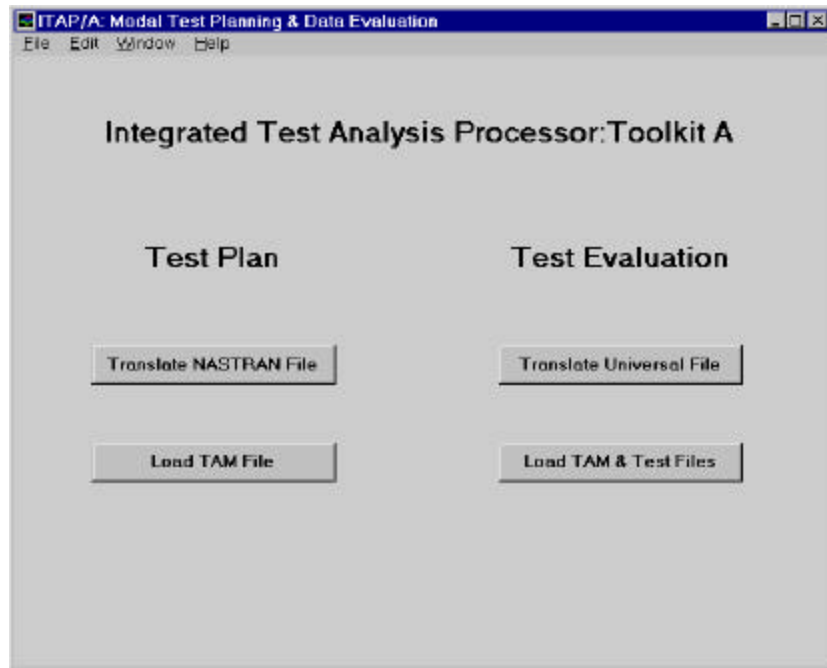 ITAP/A: Modal Test Planning & Data Evaluation
File Edit Window Help
Integrated Test Analysis Processor:Toolkit A
Test Plan
Test Evaluation
Translate NASTRAN File
Translate Universal File
Load TAM File
Load TAM & Test Files